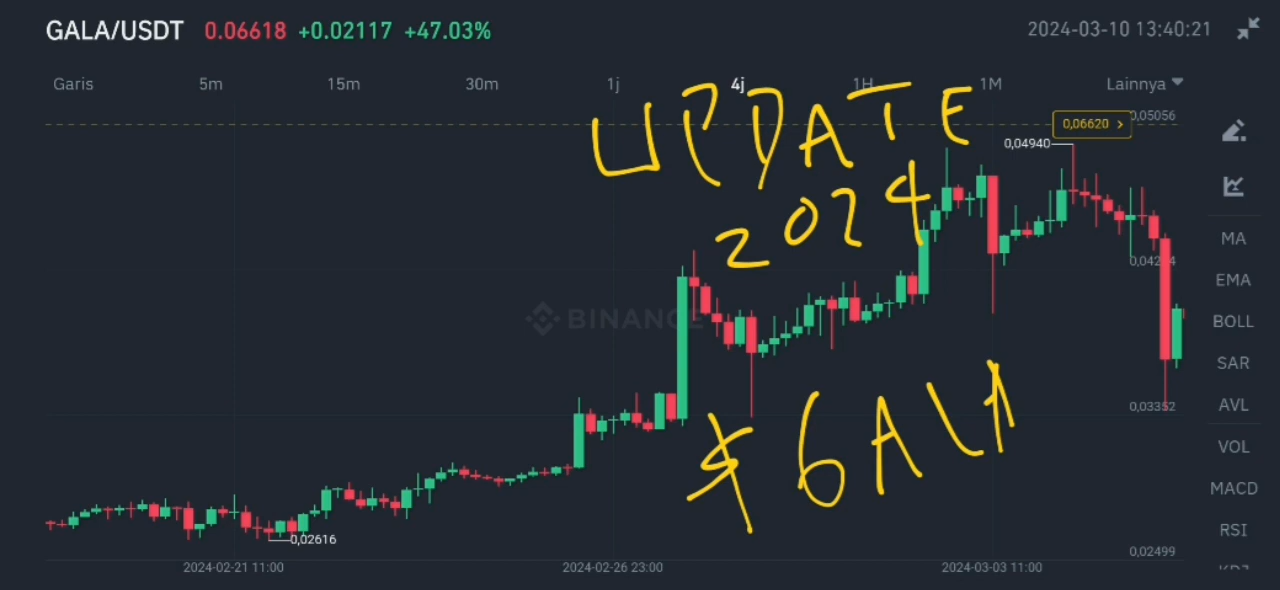 GALA/USDT 0.06618 +0.02117 +47.03% 2024-03-10 13:40:21
Garis 5m 15m 30m 1j 4j 1H 1M Lainnya
UPDATE
2024
0,06620 >
0,05056
0,04940
MA
EMA
BOLL
SAR
AVL
VOL
MACD
RSI
BINANCE
0,03352
$GALA
0,02616
0,02499
2024-02-21 11:00 2024-02-26 23:00 2024-03-03 11:00